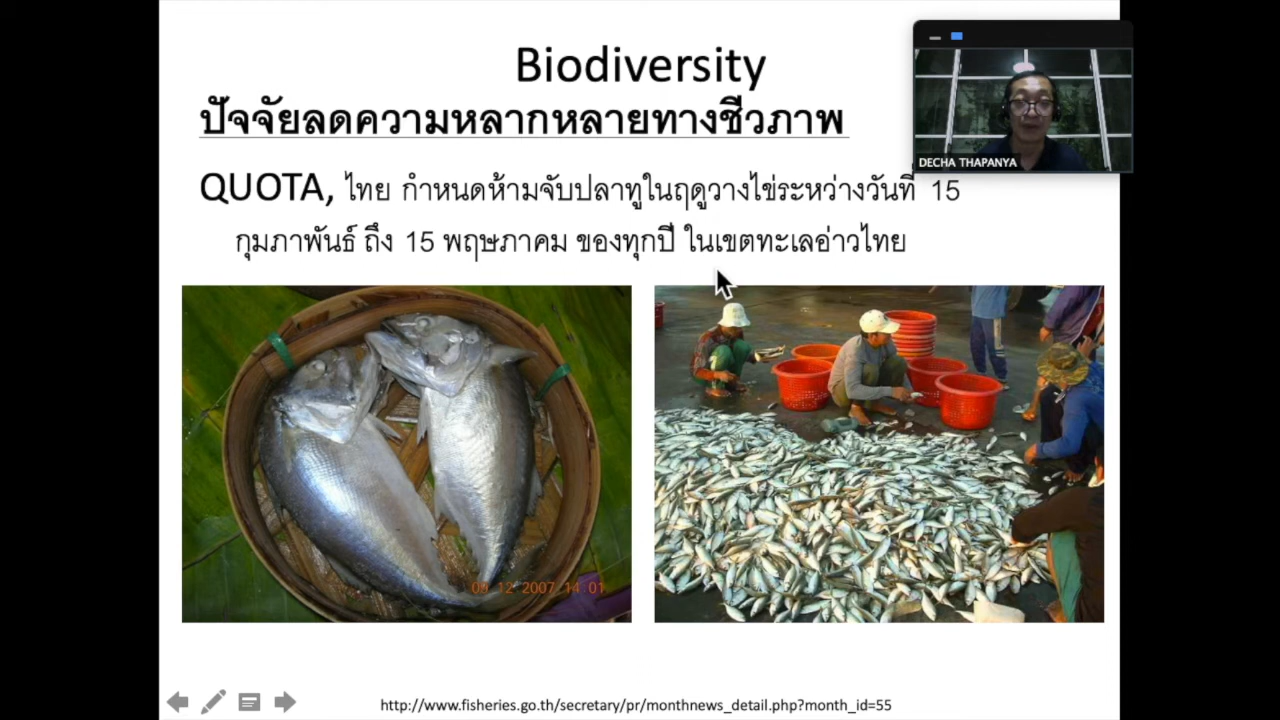 Biodiversity
ปัจจัยลดความหลากหลายทางชีวภาพ
QUOTA, ไทย กำหนดห้ามจับปลาทูในฤดูวางไข่ระหว่างวันที่ 15
กุมภาพันธ์ ถึง 15 พฤษภาคม ของทุกปี ในเขตทะเลอ่าวไทย
DECHA THAPANYA
09 12 2007 14 01
http://www.fisheries.go.th/secretary/pr/monthnews_detail.php?month_id=55